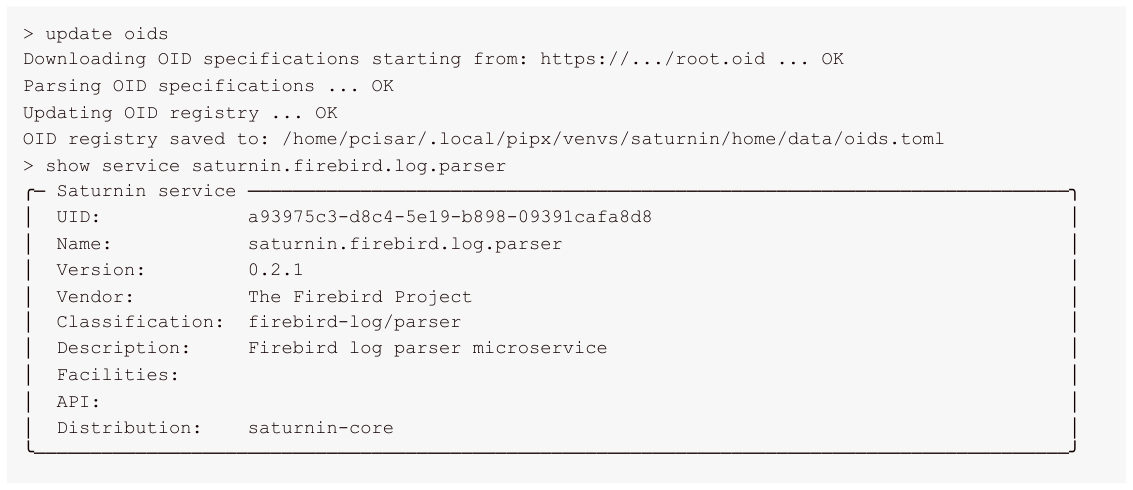 > update oids
Downloading OID specifications starting from: https://.../root.oid ... OK
Parsing OID specifications ... OK
Updating OID registry ... OK
OID registry saved to: /home/pcisar/.local/pipx/venvs/saturnin/home/data/oids.toml
> show service saturnin.firebird.log.parser
Saturnin service
UID: a93975c3-d8c4-5e19-b898-09391cafa8d8
Name: saturnin.firebird.log.parser
Version: 0.2.1
Vendor: The Firebird Project
Classification: firebird-log/parser
Description: Firebird log parser microservice
Facilities:
API:
Distribution: saturnin-core